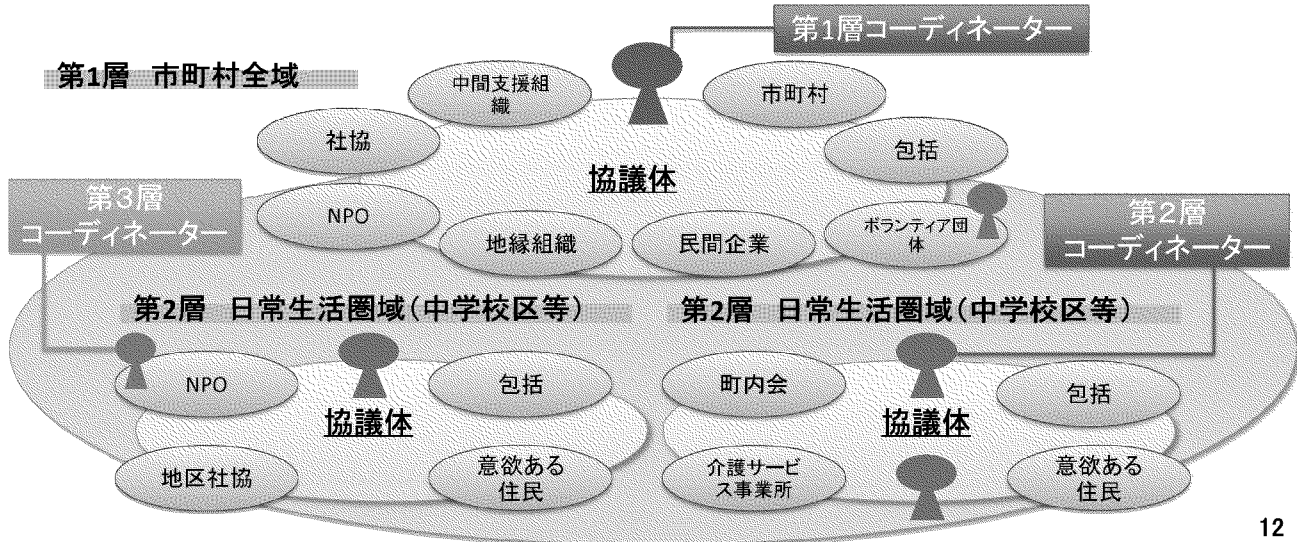 第1層コーディネーター
第1層 市町村全域
中間支援組
織
市町村
社協
包括
協議体
第3層
コーディネーター
NPO
地縁組織
民間企業
ボランティア団
体
第2層
コーディネーター
第2層 日常生活圏域(中学校区等)
第2層 日常生活圏域(中学校区等)
NPO
包括
協議体
地区社協
意欲ある
住民
町内会
包括
協議体
介護サービ
ス事業所
意欲ある
住民
12